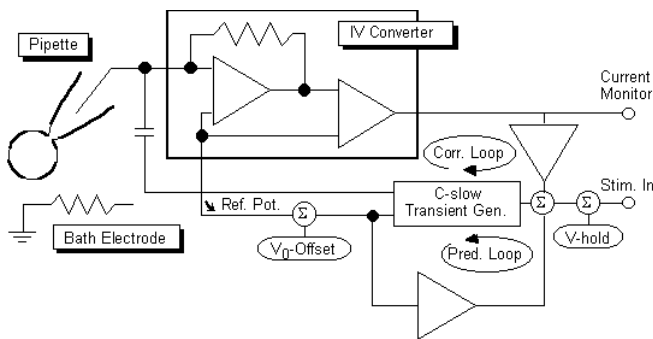 Pipette
IV Converter
Current
Monitor
Corr. Loop
Stim. In
C-slow
Transient Gen.
Σ
Σ
Ref. Pot.
Σ
Bath Electrode
V0-Offset
Pred. Loop
V-hold